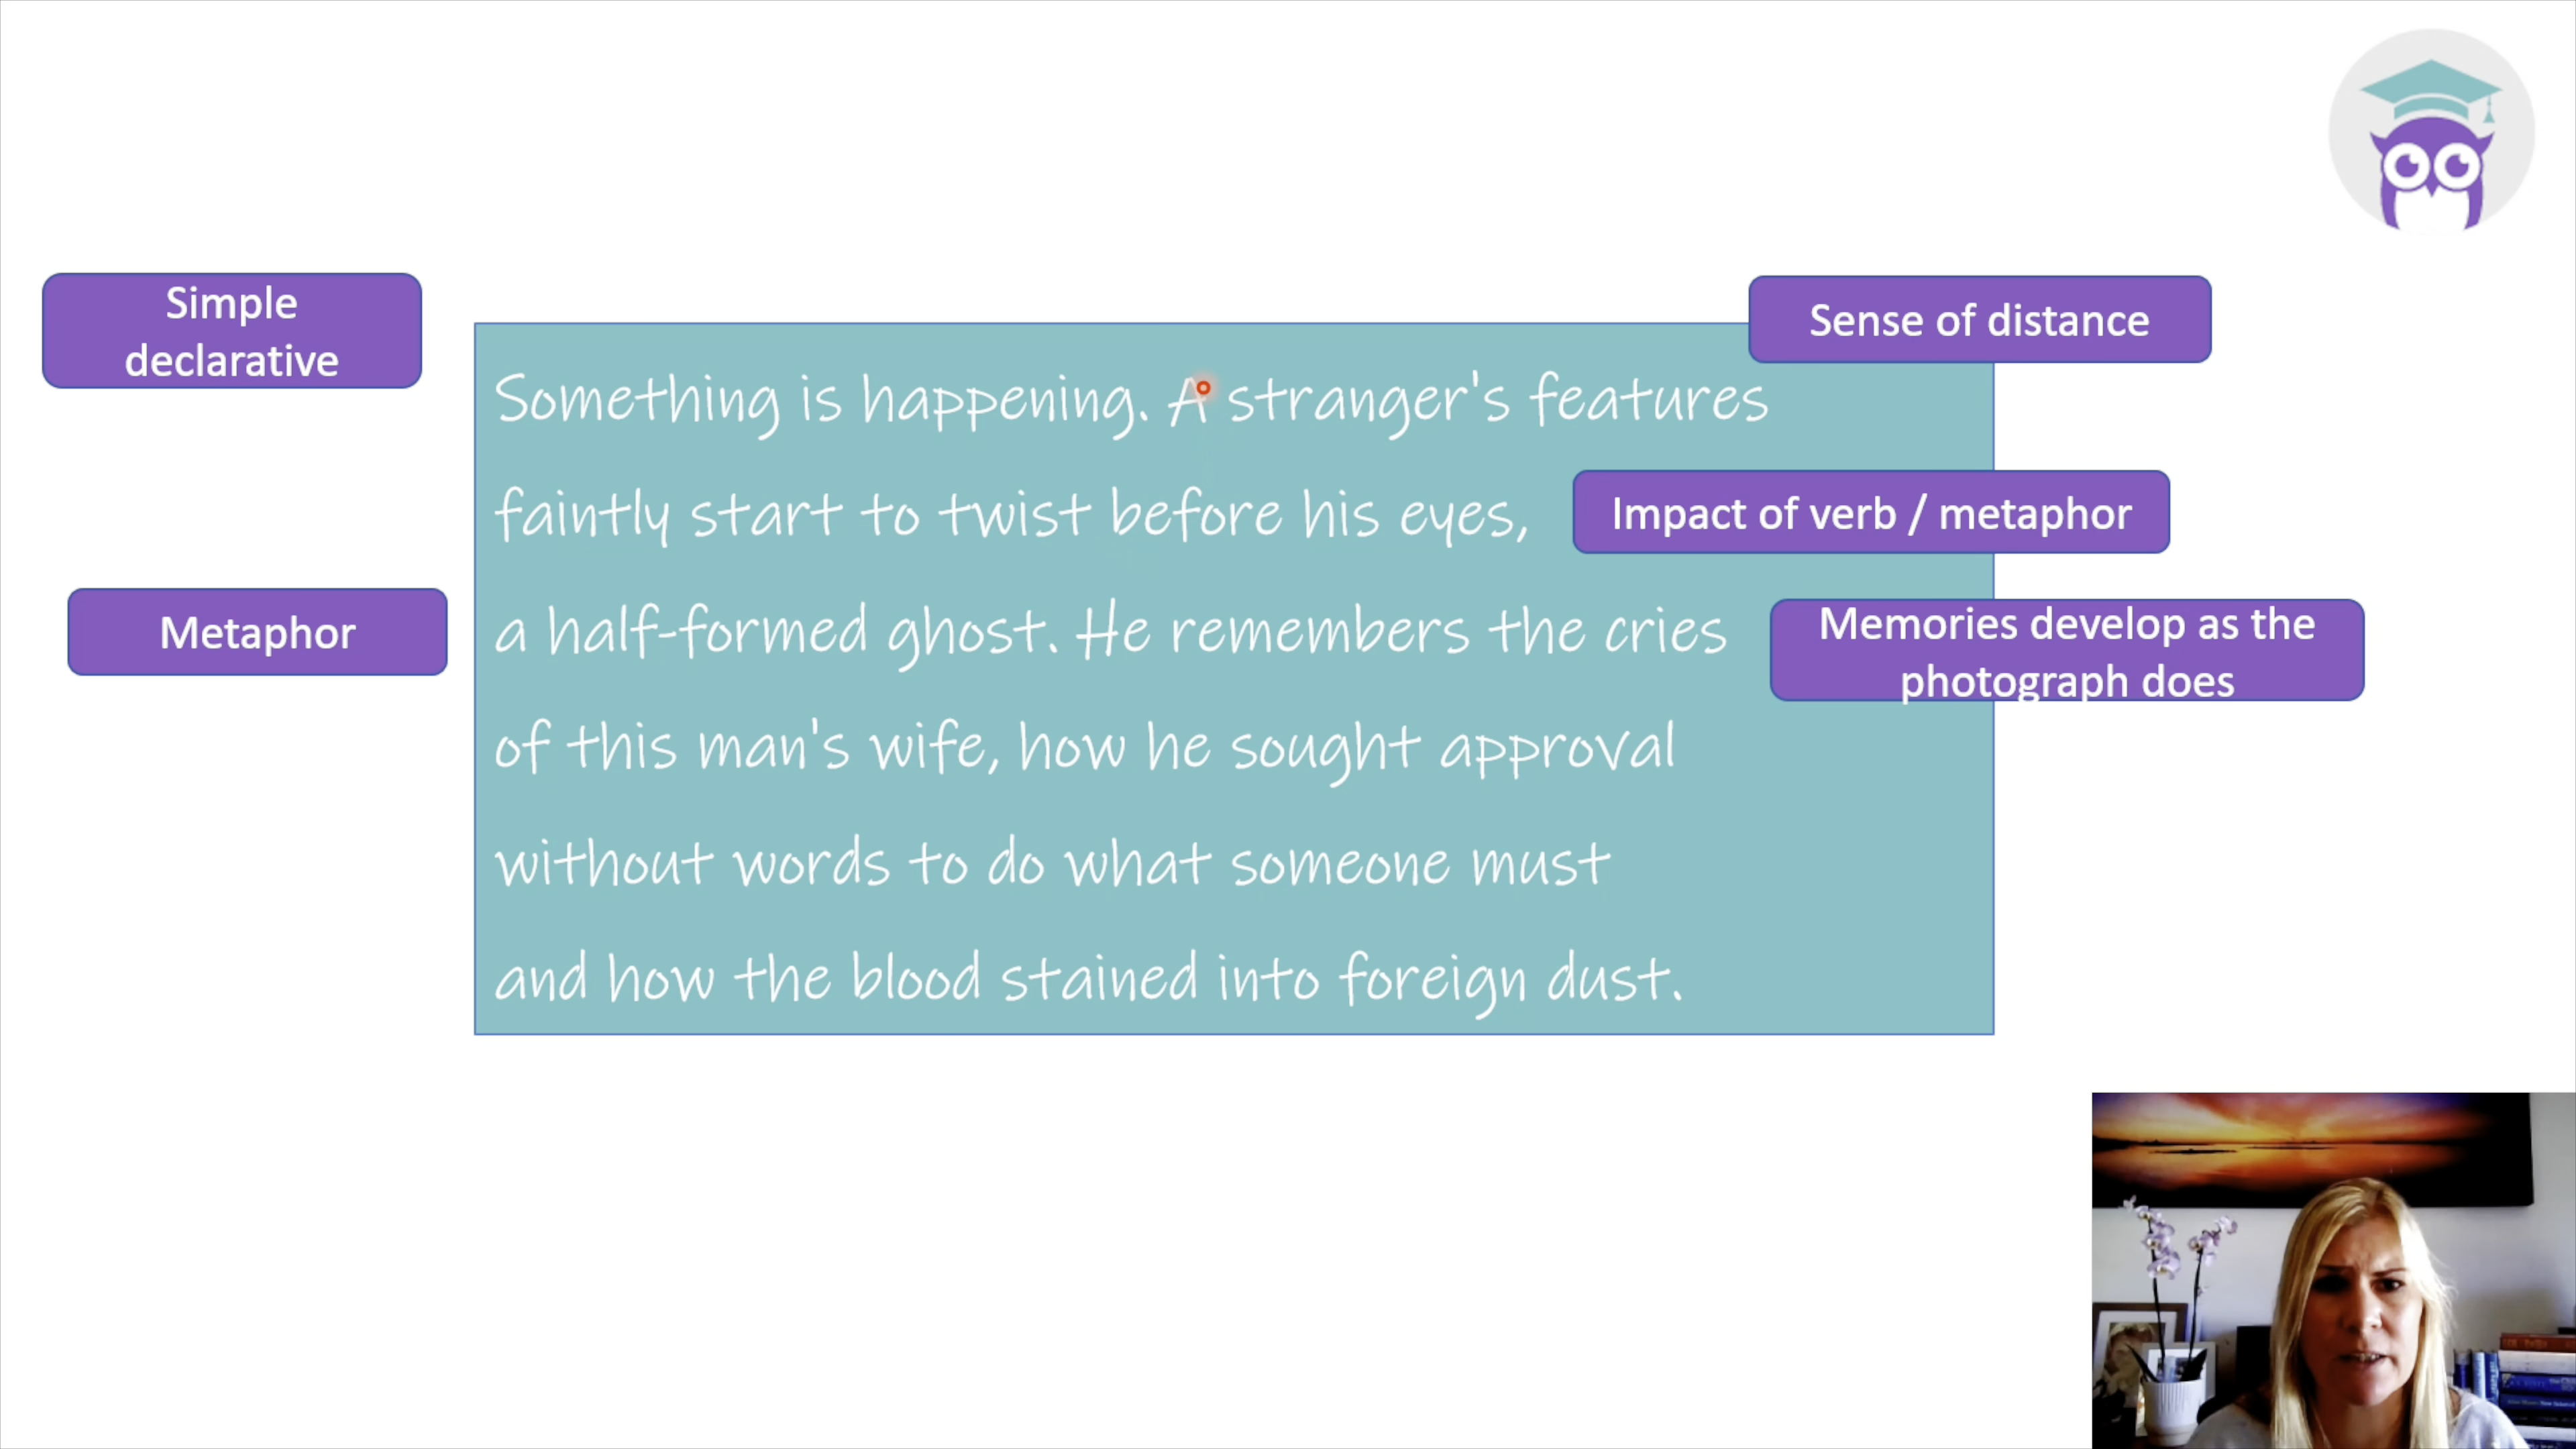 Simple
declarative
Sense of distance
Something is happening. A stranger's features
faintly start to twist before his eyes,
Impact of verb / metaphor
Metaphor
a half-formed ghost. He remembers the cries
Memories develop as the
photograph does
of this man's wife, how he sought approval
without words to do what someone must
and how the blood stained into foreign dust.